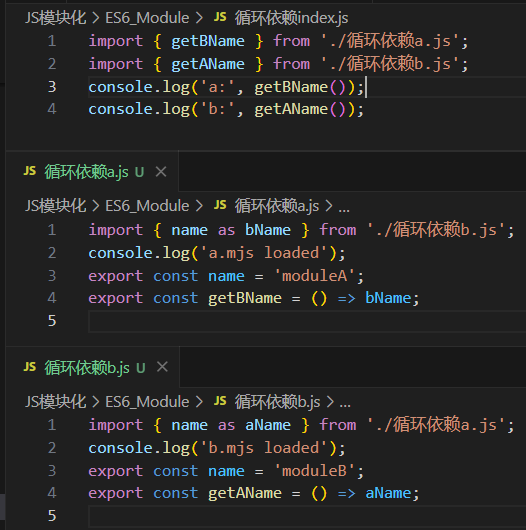 JS模块化 > ES6_Module > JS 循环依赖index.js
1 import { getBName } from './循环依赖a.js';
2 import { getAName } from './循环依赖b.js';
3 console.log('a:', getBName());
4 console.log('b:', getAName());
JS 循环依赖a.js U ×
JS模块化 > ES6_Module > JS 循环依赖a.js > ...
1 import { name as bName } from './循环依赖b.js';
2 console.log('a.mjs loaded');
3 export const name = 'moduleA';
4 export const getBName = () => bName;
5
JS 循环依赖b.js U ×
JS模块化 > ES6_Module > JS 循环依赖b.js > ...
1 import { name as aName } from './循环依赖a.js';
2 console.log('b.mjs loaded');
3 export const name = 'moduleB';
4 export const getAName = () => aName;
5